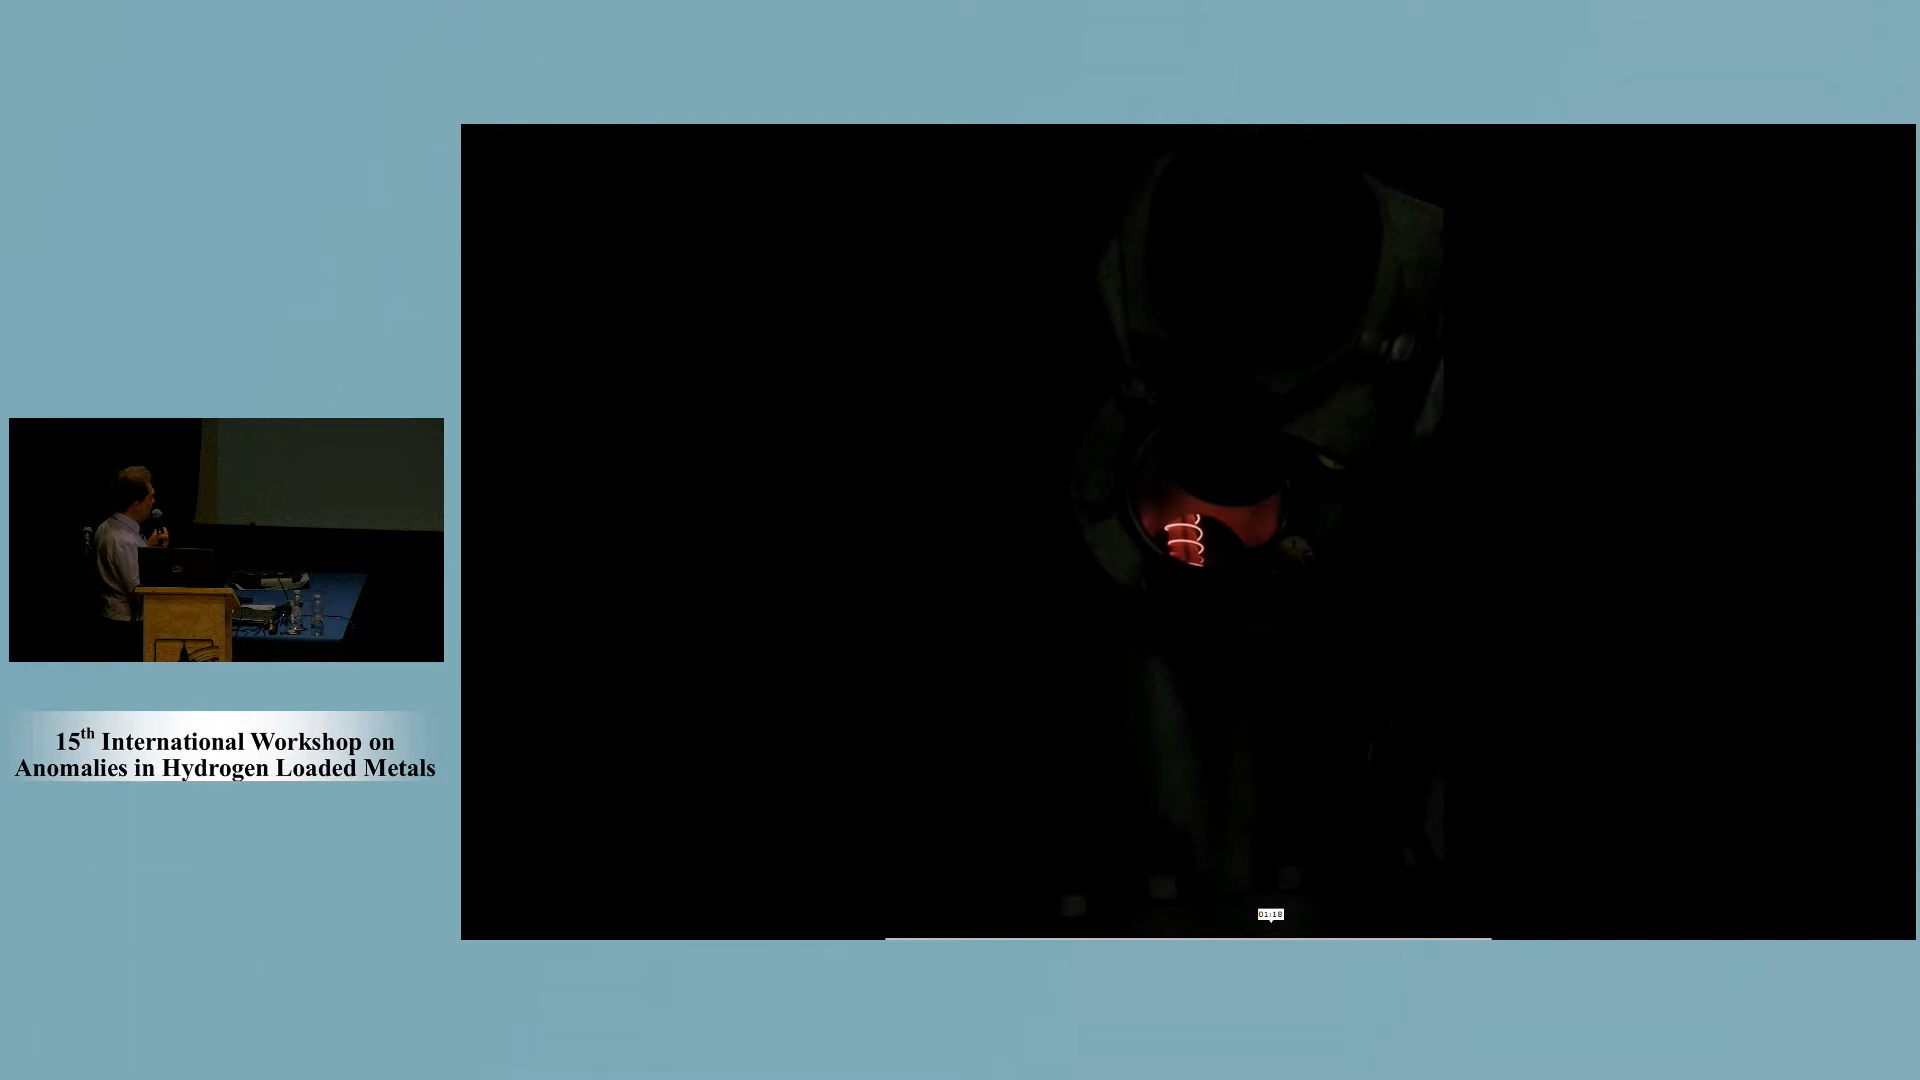 15th International Workshop on
Anomalies in Hydrogen Loaded Metals
01:18